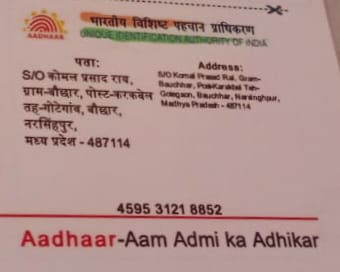 भारतीय विशिष्ट पहचान प्राधिकरण
UNIQUE IDENTIFICATION AUTHORITY OF INDIA
AADHAAR
पता:
S/O कोमल प्रसाद राय,
ग्राम-बौछार, पोस्ट-करकबेल
तह-गोटेगांव, बौछार,
नरसिंहपुर,
मध्य प्रदेश - 487114
Address:
S/O Komal Prasad Rai, Gram-
Bauchhar, Post-Karakbel Teh-
Gotegaon, Bauchhar, Narsinghpur,
Madhya Pradesh - 487114
4595 3121 8852
Aadhaar-Aam Admi ka Adhikar